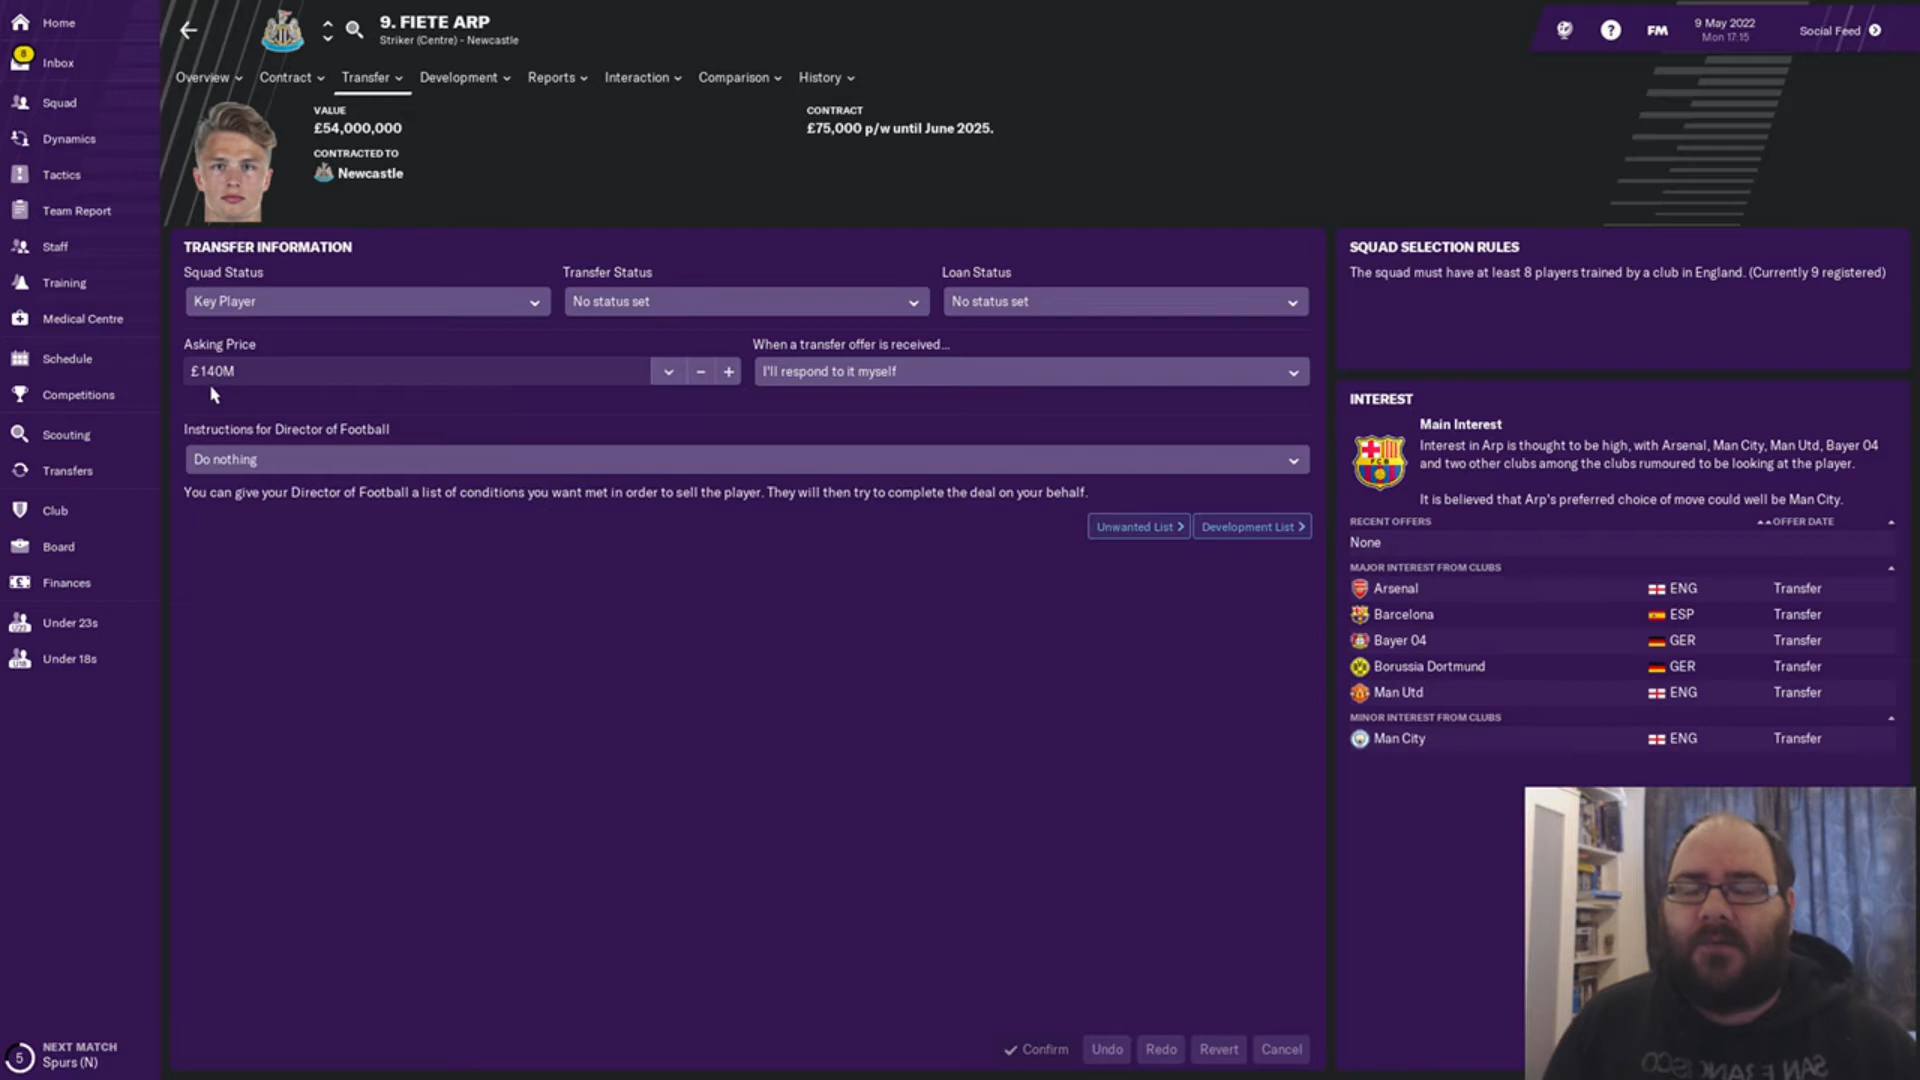 Home
8
Inbox
Squad
Dynamics
Tactics
Team Report
Staff
Training
Medical Centre
Schedule
Competitions
Scouting
Transfers
Club
Board
Finances
Under 23s
Under 18s
5
NEXT MATCH
Spurs (N)
9. FIETE ARP
Striker (Centre) - Newcastle
?
FM
9 May 2022
Mon 17:15
Social Feed
Overview
Contract
Transfer
Development
Reports
Interaction
Comparison
History
VALUE
£54,000,000
CONTRACTED TO
Newcastle
CONTRACT
£75,000 p/w until June 2025.
TRANSFER INFORMATION
Squad Status
Transfer Status
Loan Status
Key Player
No status set
No status set
Asking Price
When a transfer offer is received...
£140M
I'll respond to it myself
Instructions for Director of Football
Do nothing
You can give your Director of Football a list of conditions you want met in order to sell the player. They will then try to complete the deal on your behalf.
Unwanted List
Development List
Confirm
Undo
Redo
Revert
Cancel
SQUAD SELECTION RULES
The squad must have at least 8 players trained by a club in England. (Currently 9 registered)
INTEREST
Main Interest
Interest in Arp is thought to be high, with Arsenal, Man City, Man Utd, Bayer 04
and two other clubs among the clubs rumoured to be looking at the player.
It is believed that Arp's preferred choice of move could well be Man City.
RECENT OFFERS
OFFER DATE
None
MAJOR INTEREST FROM CLUBS
Arsenal ENG Transfer
Barcelona ESP Transfer
Bayer 04 GER Transfer
Borussia Dortmund GER Transfer
Man Utd ENG Transfer
MINOR INTEREST FROM CLUBS
Man City ENG Transfer
SAN FRANCISCO